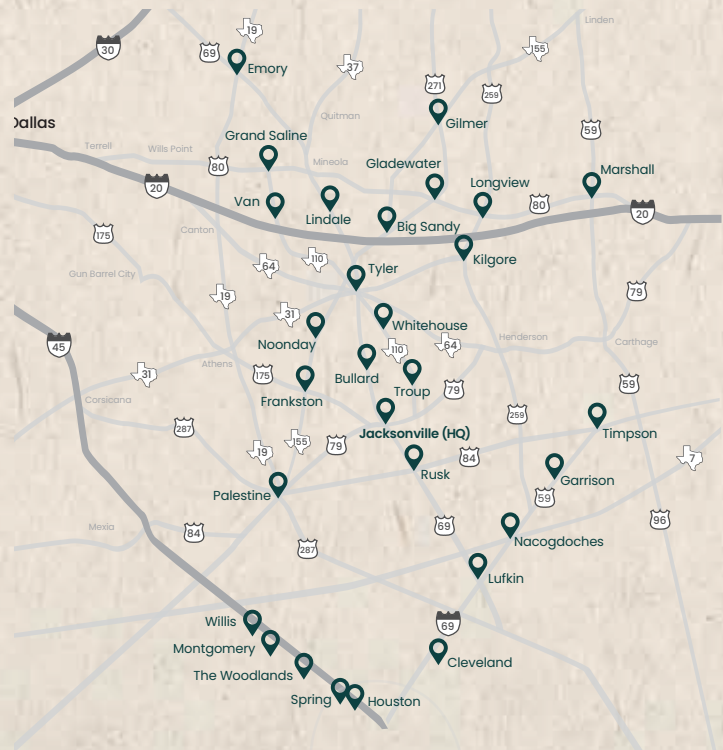 Linden
19
30
69
155
Emory
37
271
259
Gilmer
Quitman
Dallas
59
Grand Saline
Terrell
Wills Point
Mineola
Gladewater
80
Marshall
Longview
20
Van
Lindale
80
20
Big Sandy
Canton
175
Kilgore
110
64
Tyler
Gun Barrel City
19
79
31
Whitehouse
Noonday
Henderson
Carthage
45
110
64
Athens
31
175
Bullard
Troup
79
59
Corsicana
Frankston
259
287
Jacksonville (HQ)
Timpson
155
79
19
84
7
Rusk
Garrison
Palestine
59
Mexia
84
69
96
Nacogdoches
287
Lufkin
Willis
69
Montgomery
Cleveland
The Woodlands
Spring
Houston